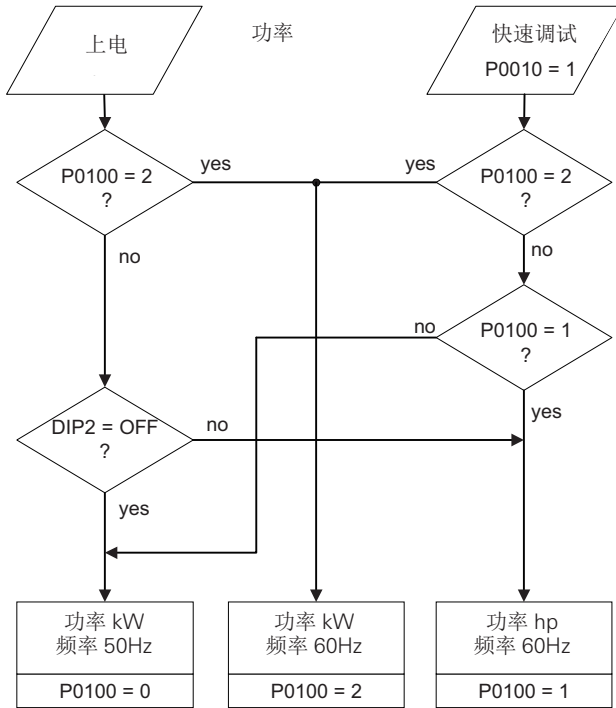 上电
功率
快速调试
P0010 = 1
P0100 = 2
?
yes
yes
P0100 = 2
?
no
no
no
P0100 = 1
?
DIP2 = OFF
?
no
yes
yes
功率 kW
频率 50Hz
P0100 = 0
功率 kW
频率 60Hz
P0100 = 2
功率 hp
频率 60Hz
P0100 = 1